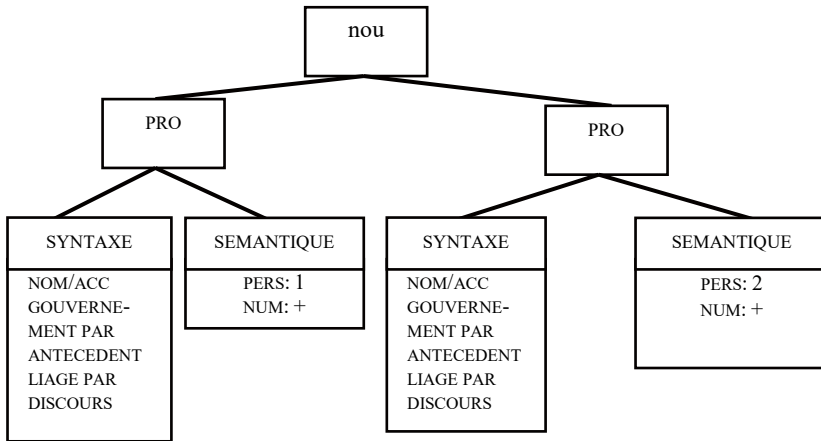 nou
PRO
PRO
SYNTAXE
NOM/ACC
GOUVERNE-
MENT PAR
ANTECEDENT
LIAGE PAR
DISCOURS
SEMANTIQUE
PERS: 1
NUM: +
SYNTAXE
NOM/ACC
GOUVERNE-
MENT PAR
ANTECEDENT
LIAGE PAR
DISCOURS
SEMANTIQUE
PERS: 2
NUM: +